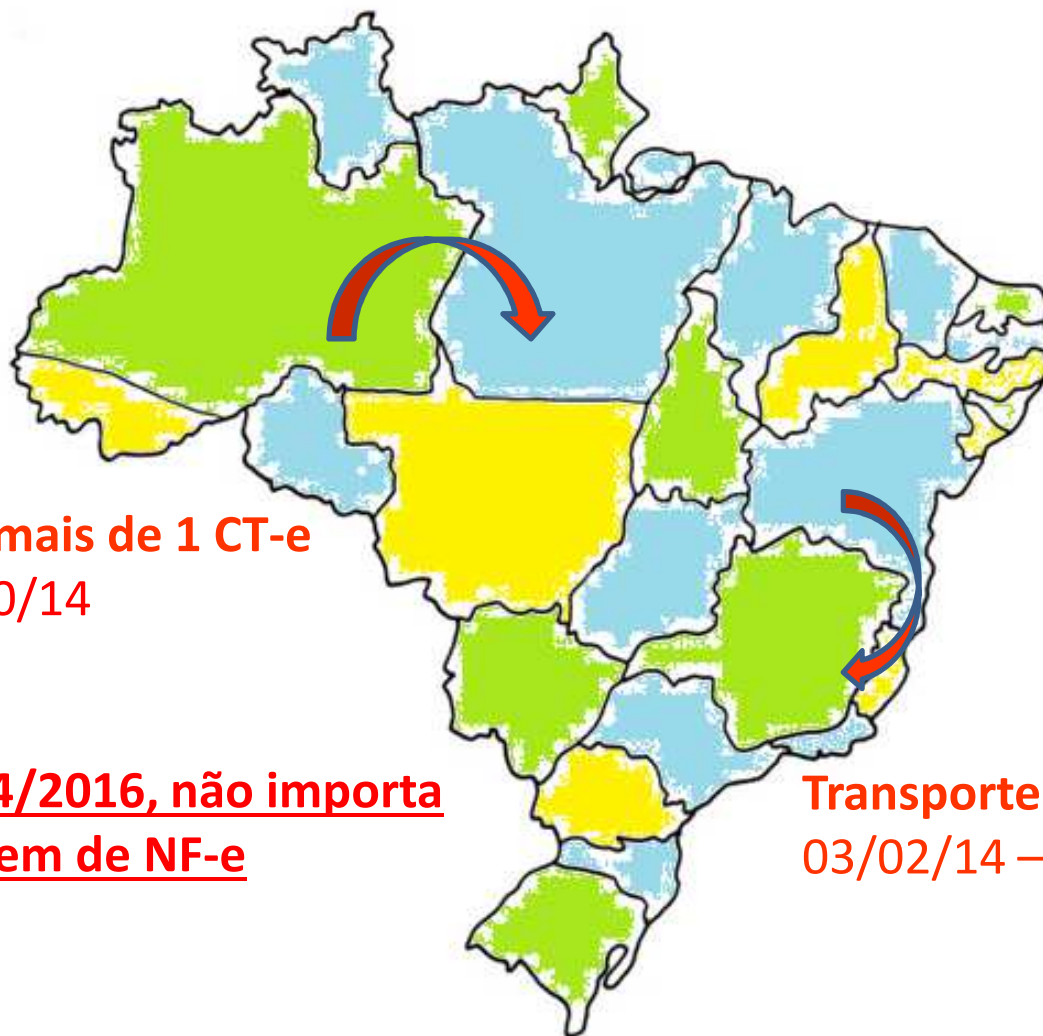 mais de 1 CT-e
0/14
4/2016, não importa
em de NF-e
Transporte
03/02/14 –